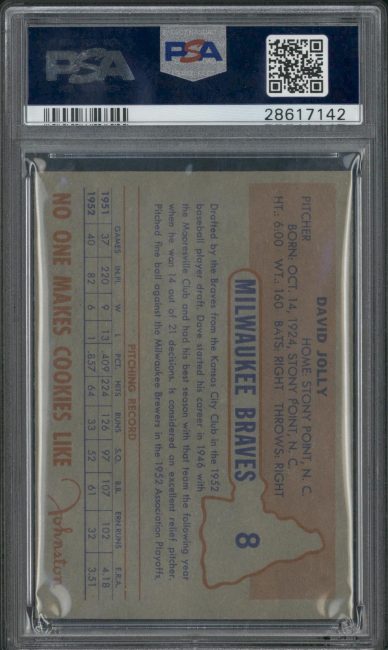 PSA
PSA
28617142
DAVID JOLLY
PITCHER HOME: STONY POINT, N. C.
BORN: OCT. 14, 1924, STONY POINT, N. C.
HT.: 6:00 WT.: 160 BATS: RIGHT THROWS: RIGHT
MILWAUKEE BRAVES 8
Drafted by the Braves from the Kansas City Club in the 1952
baseball player draft. Dave started his career in 1946 with
the Mooresville Club and had his best season with that team the following year
when he won 14 out of 21 decisions. Is considered an excellent relief pitcher.
Pitched fine ball against the Milwaukee Brewers in the 1952 Association Playoffs.
PITCHING RECORD
GAMES IN.PI. W L PCT. HITS RUNS S.O. B.B. ERN.RUNS E.R.A.
1951 37 220 9 13 .409 224 126 97 107 102 4.18
1952 40 82 6 1 .857 64 33 52 61 32 3.51
NO ONE MAKES COOKIES LIKE Johnston